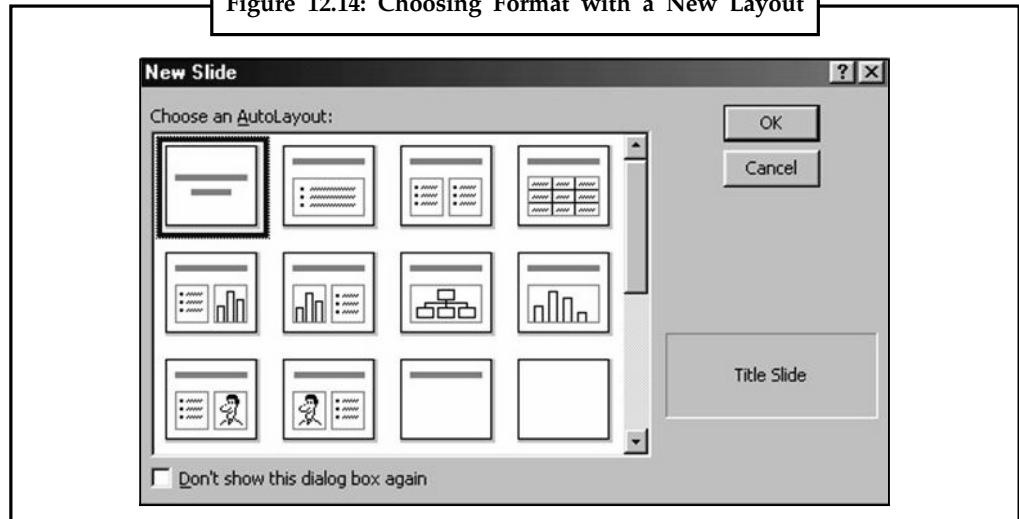 Figure 12.14: Choosing Format with a New Layout
New Slide
Choose an AutoLayout:
OK
Cancel
Title Slide
Don't show this dialog box again